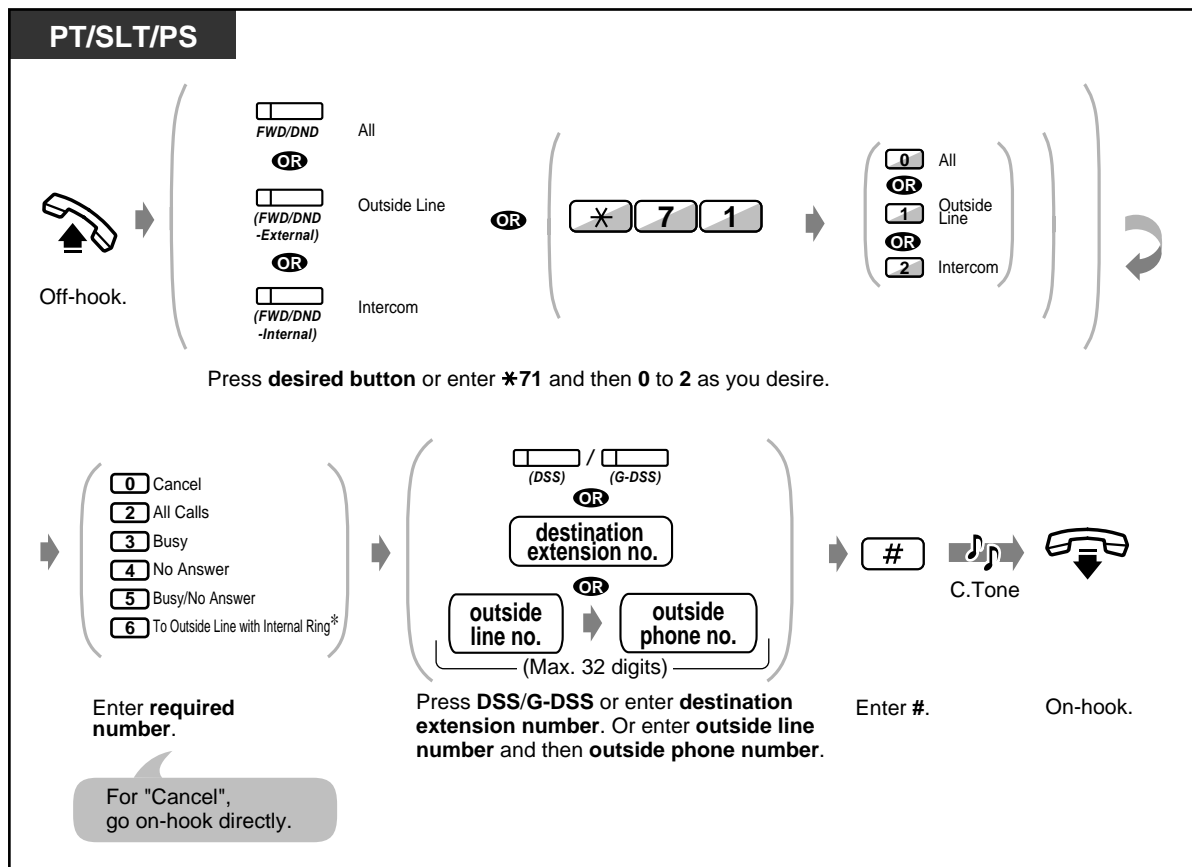 PT/SLT/PS
Off-hook.
FWD/DND
All
OR
(FWD/DND
-External)
Outside Line
OR
(FWD/DND
-Internal)
Intercom
OR
* 7 1
0 All
OR
1 Outside
Line
OR
2 Intercom
Press desired button or enter *71 and then 0 to 2 as you desire.
0 Cancel
2 All Calls
3 Busy
4 No Answer
5 Busy/No Answer
6 To Outside Line with Internal Ring*
Enter required
number.
For "Cancel",
go on-hook directly.
/
(DSS) (G-DSS)
OR
destination
extension no.
OR
outside
line no.
outside
phone no.
(Max. 32 digits)
Press DSS/G-DSS or enter destination
extension number. Or enter outside line
number and then outside phone number.
#
Enter #.
C.Tone
On-hook.